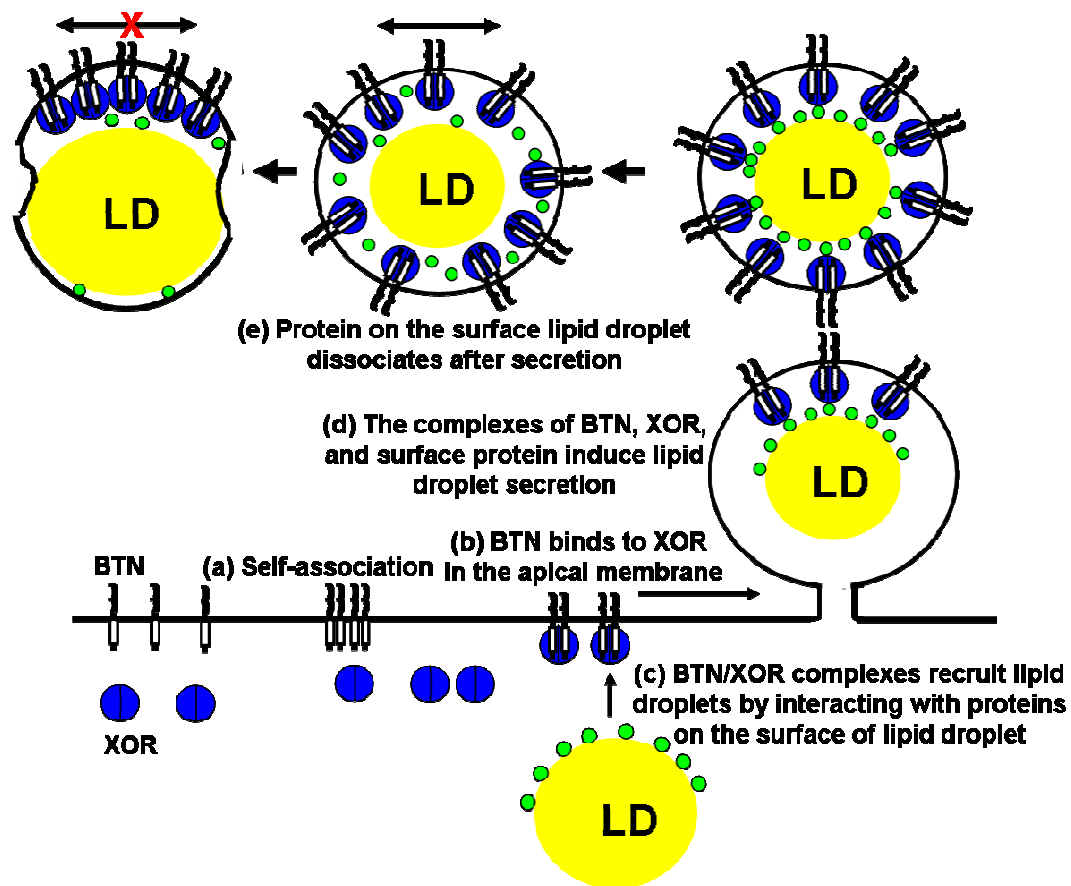 X
LD
LD
LD
(e) Protein on the surface lipid droplet
dissociates after secretion
(d) The complexes of BTN, XOR,
and surface protein induce lipid
droplet secretion
LD
BTN
(a) Self-association
(b) BTN binds to XOR
in the apical membrane
XOR
(c) BTN/XOR complexes recruit lipid
droplets by interacting with proteins
on the surface of lipid droplet
LD